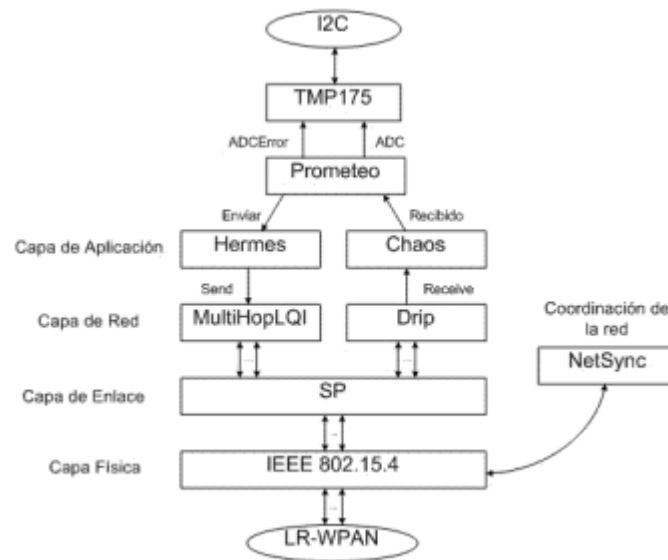 I2C
TMP175
ADCError
ADC
Prometeo
Enviar
Recibido
Capa de Aplicación
Hermes
Chaos
Send
Receive
Coordinación de
la red
Capa de Red
MultiHopLQI
Drip
NetSync
Capa de Enlace
SP
Capa Física
IEEE 802.15.4
LR-WPAN